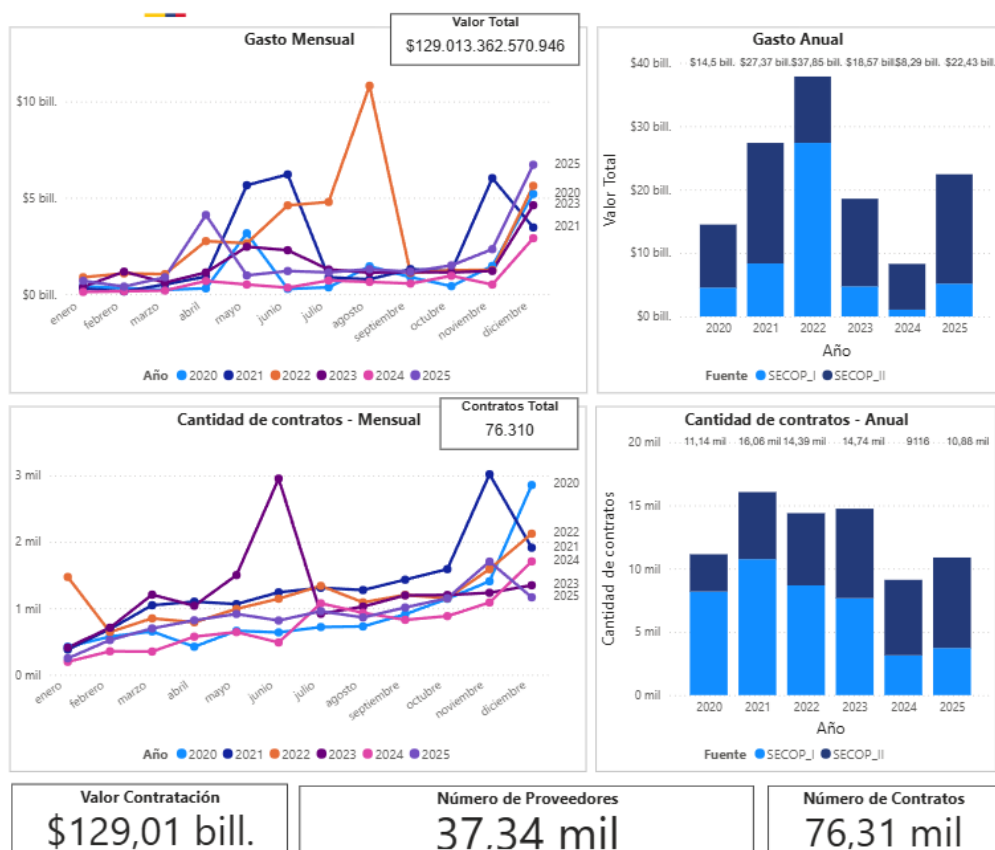 Valor Total
$129.013.362.570.946
Gasto Mensual
$10 bill.
$5 bill.
$0 bill.
2025
2020
2023
2021
enero
febrero
marzo
abril
mayo
junio
julio
agosto
septiembre
octubre
noviembre
diciembre
Año 2020 2021 2022 2023 2024 2025
Gasto Anual
$14,5 bill. $27,37 bill. $37,85 bill. $18,57 bill. $8,29 bill. $22,43 bill.
$40 bill.
$30 bill.
$20 bill.
$10 bill.
$0 bill.
Valor Total
2020 2021 2022 2023 2024 2025
Año
Fuente SECOP_I SECOP_II
Cantidad de contratos - Mensual
Contratos Total
76.310
3 mil
2 mil
1 mil
0 mil
2020
2022
2021
2024
2023
2025
enero
febrero
marzo
abril
mayo
junio
julio
agosto
septiembre
octubre
noviembre
diciembre
Año 2020 2021 2022 2023 2024 2025
Cantidad de contratos - Anual
11,14 mil 16,06 mil 14,39 mil 14,74 mil 9116 10,88 mil
20 mil
15 mil
10 mil
5 mil
0 mil
Cantidad de contratos
2020 2021 2022 2023 2024 2025
Año
Fuente SECOP_I SECOP_II
Valor Contratación
$129,01 bill.
Número de Proveedores
37,34 mil
Número de Contratos
76,31 mil